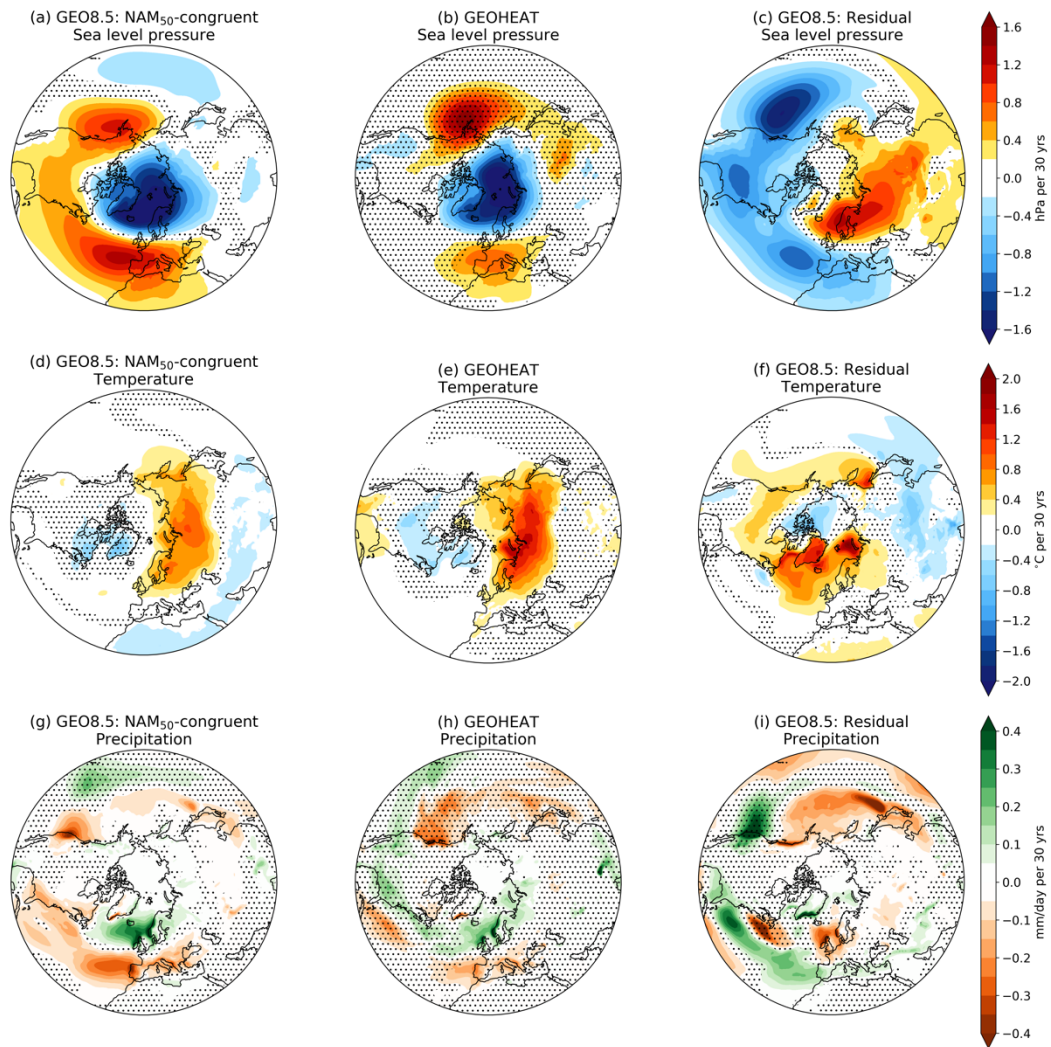 (a) GEO8.5: NAM₅₀-congruent
Sea level pressure
(b) GEOHEAT
Sea level pressure
(c) GEO8.5: Residual
Sea level pressure
1.6
1.2
0.8
0.4
0.0
−0.4
−0.8
−1.2
−1.6
hPa per 30 yrs
(d) GEO8.5: NAM₅₀-congruent
Temperature
(e) GEOHEAT
Temperature
(f) GEO8.5: Residual
Temperature
2.0
1.6
1.2
0.8
0.4
0.0
−0.4
−0.8
−1.2
−1.6
−2.0
°C per 30 yrs
(g) GEO8.5: NAM₅₀-congruent
Precipitation
(h) GEOHEAT
Precipitation
(i) GEO8.5: Residual
Precipitation
0.4
0.3
0.2
0.1
0.0
−0.1
−0.2
−0.3
−0.4
mm/day per 30 yrs